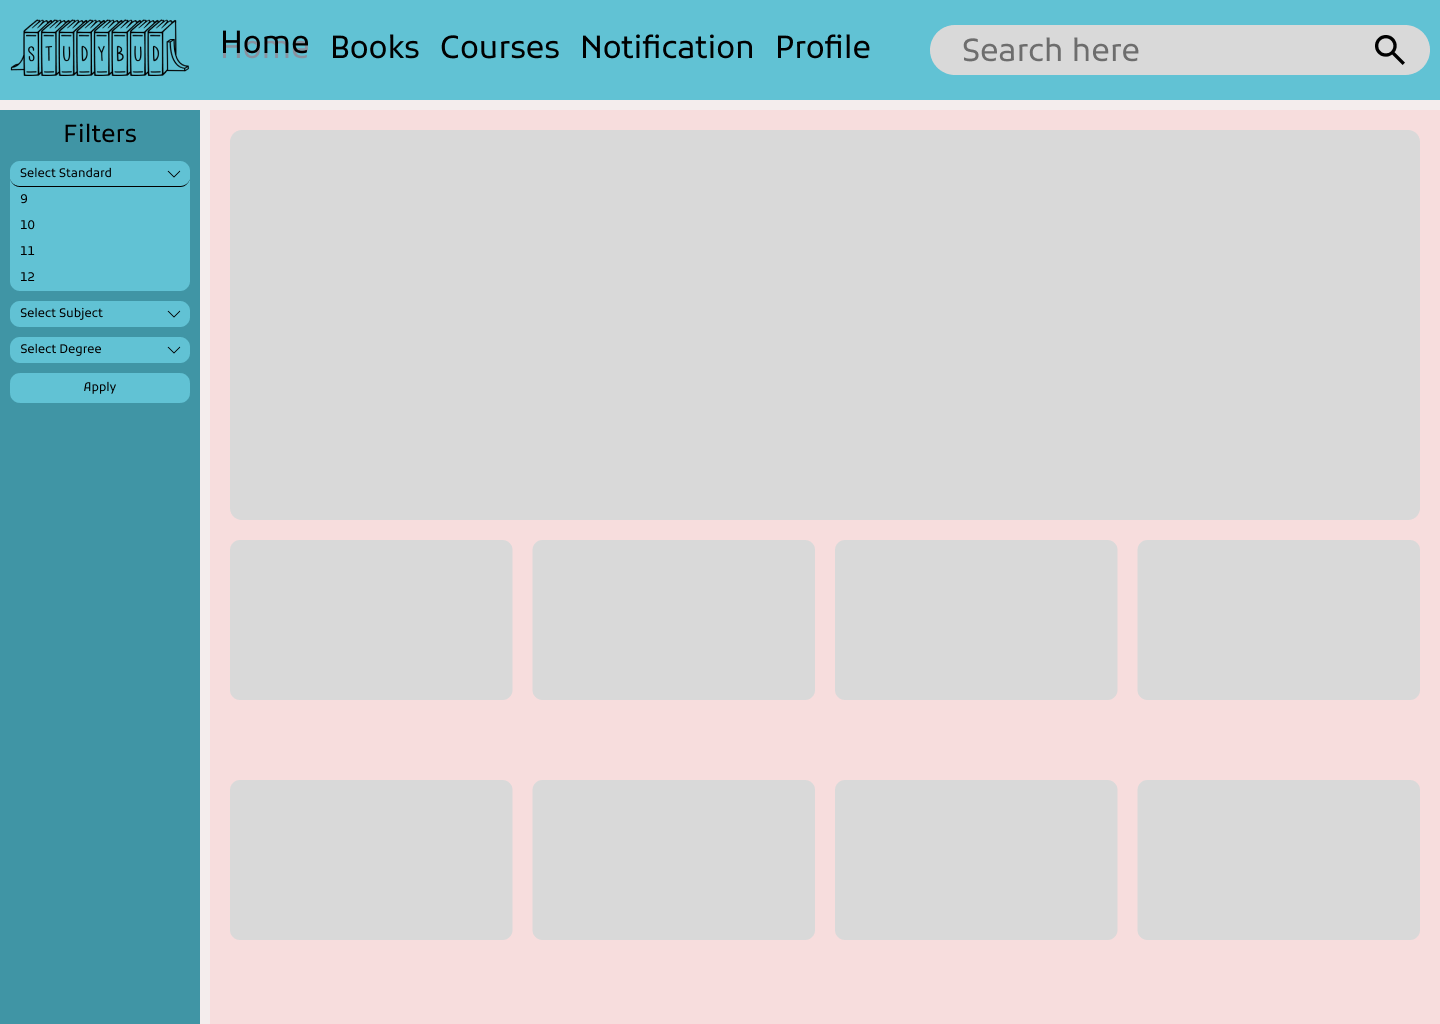 STUDYBUD
Home Books Courses Notification Profile
Search here
Filters
Select Standard
9
10
11
12
Select Subject
Select Degree
Apply